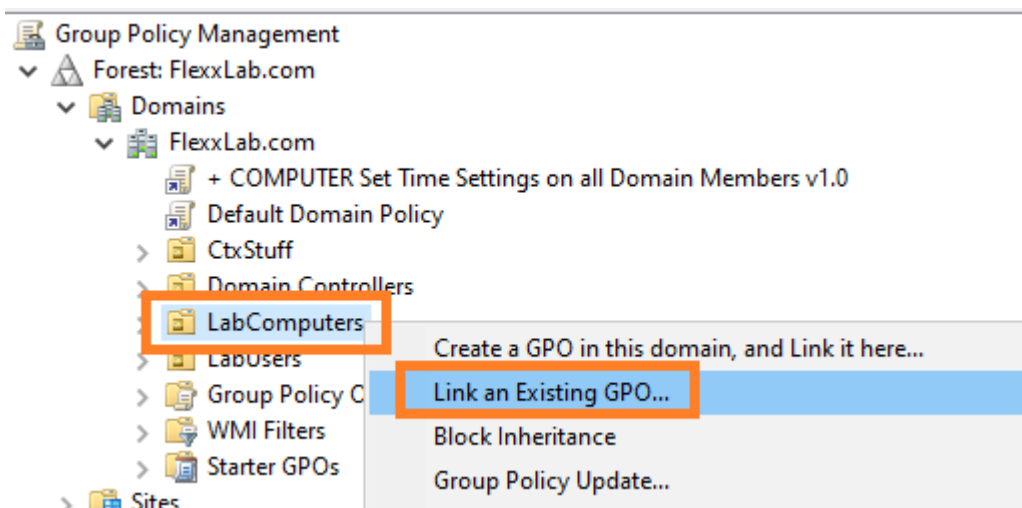 Group Policy Management
Forest: FlexxLab.com
Domains
FlexxLab.com
+ COMPUTER Set Time Settings on all Domain Members v1.0
Default Domain Policy
CtxStuff
Domain Controllers
LabComputers
LabUsers
Group Policy O
WMI Filters
Starter GPOs
Sites
Create a GPO in this domain, and Link it here...
Link an Existing GPO...
Block Inheritance
Group Policy Update...